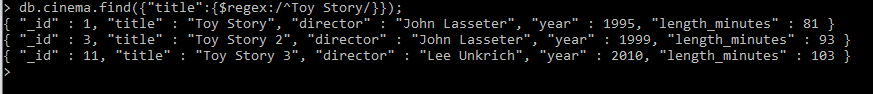 > db.cinema.find({"title":{$regex:/^Toy Story/}});
{ "_id" : 1, "title" : "Toy Story", "director" : "John Lasseter", "year" : 1995, "length_minutes" : 81 }
{ "_id" : 3, "title" : "Toy Story 2", "director" : "John Lasseter", "year" : 1999, "length_minutes" : 93 }
{ "_id" : 11, "title" : "Toy Story 3", "director" : "Lee Unkrich", "year" : 2010, "length_minutes" : 103 }
>